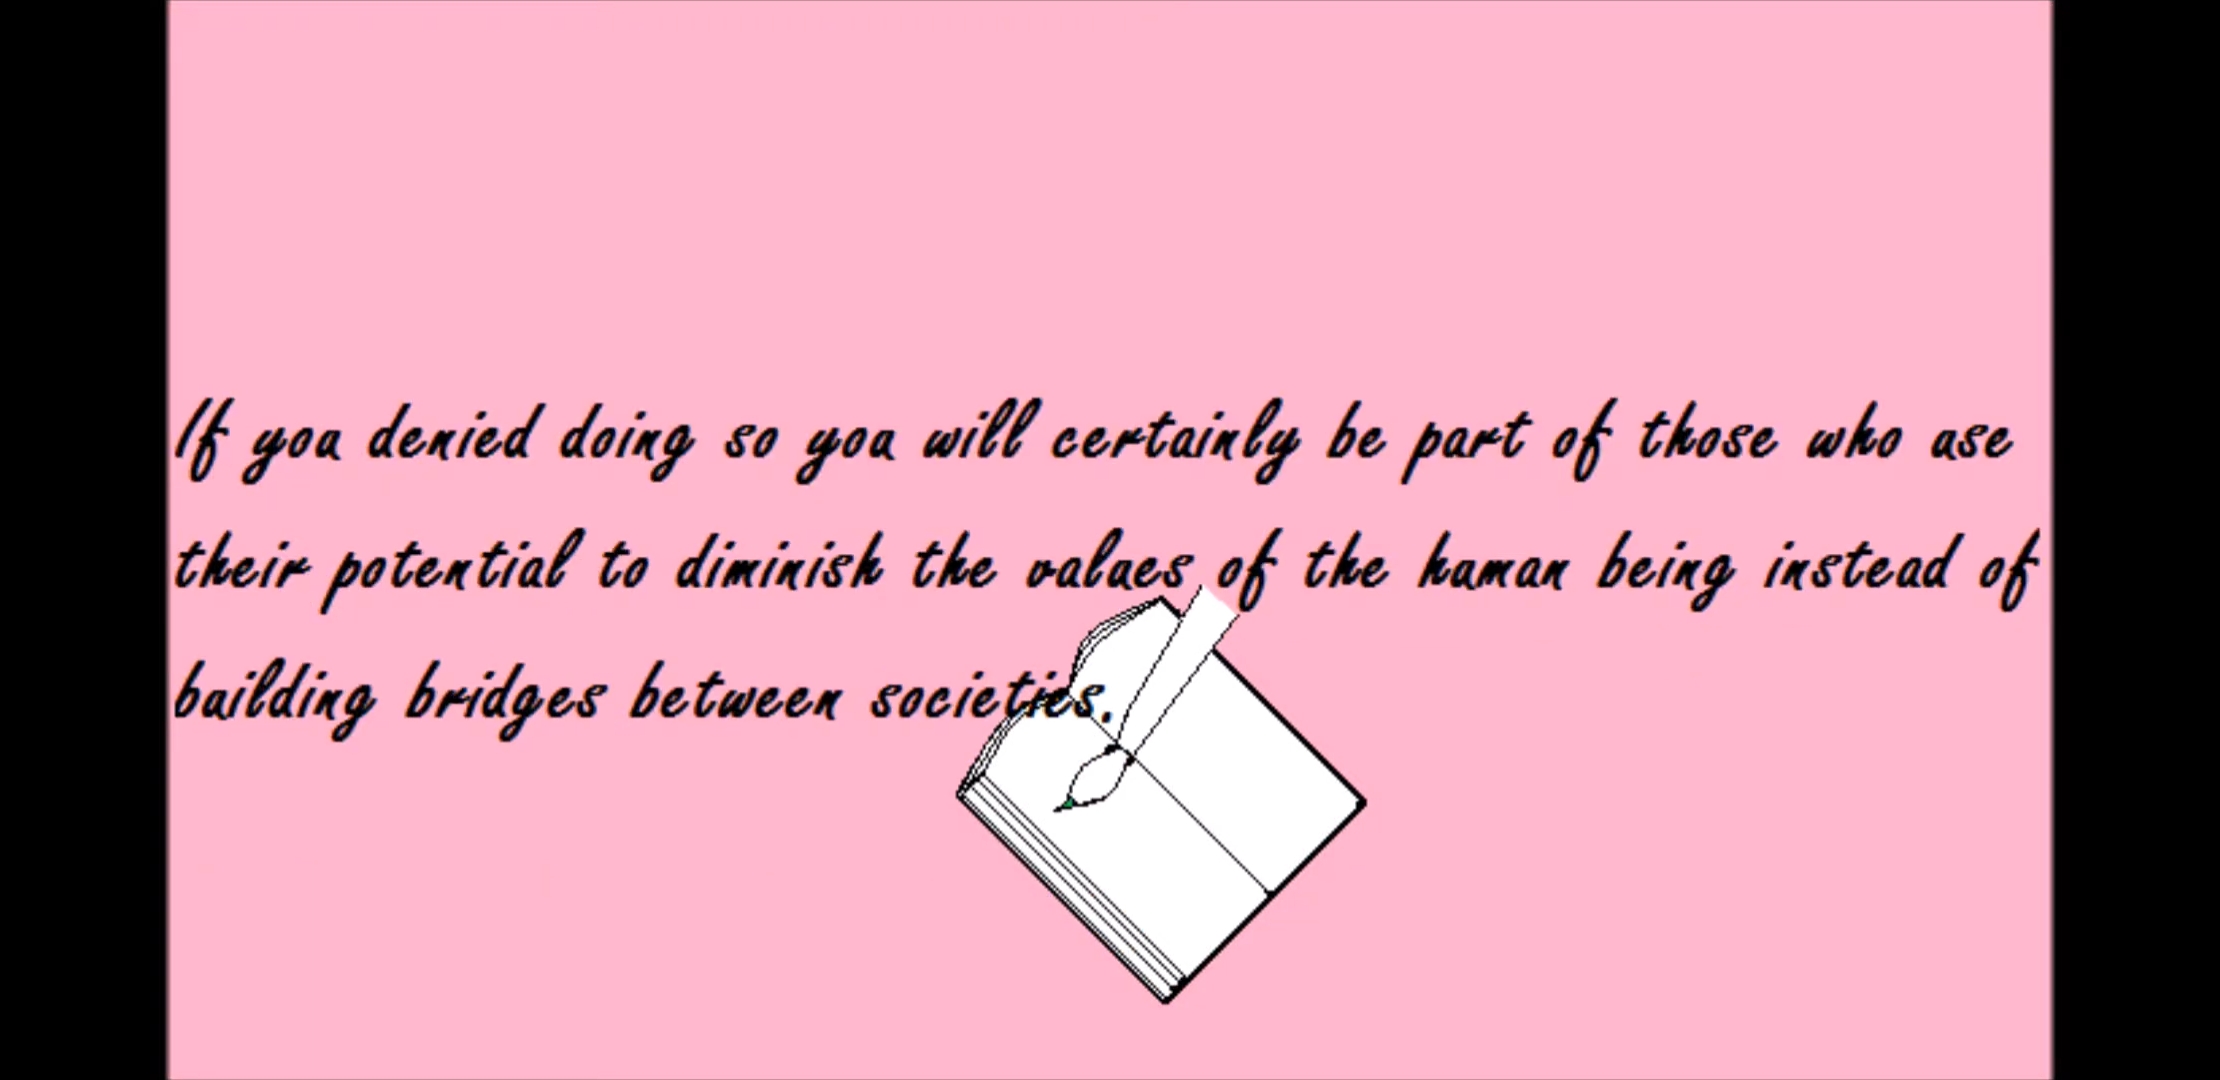 If you denied doing so you will certainly be part of those who use
their potential to diminish the values of the human being instead of
building bridges between societies.